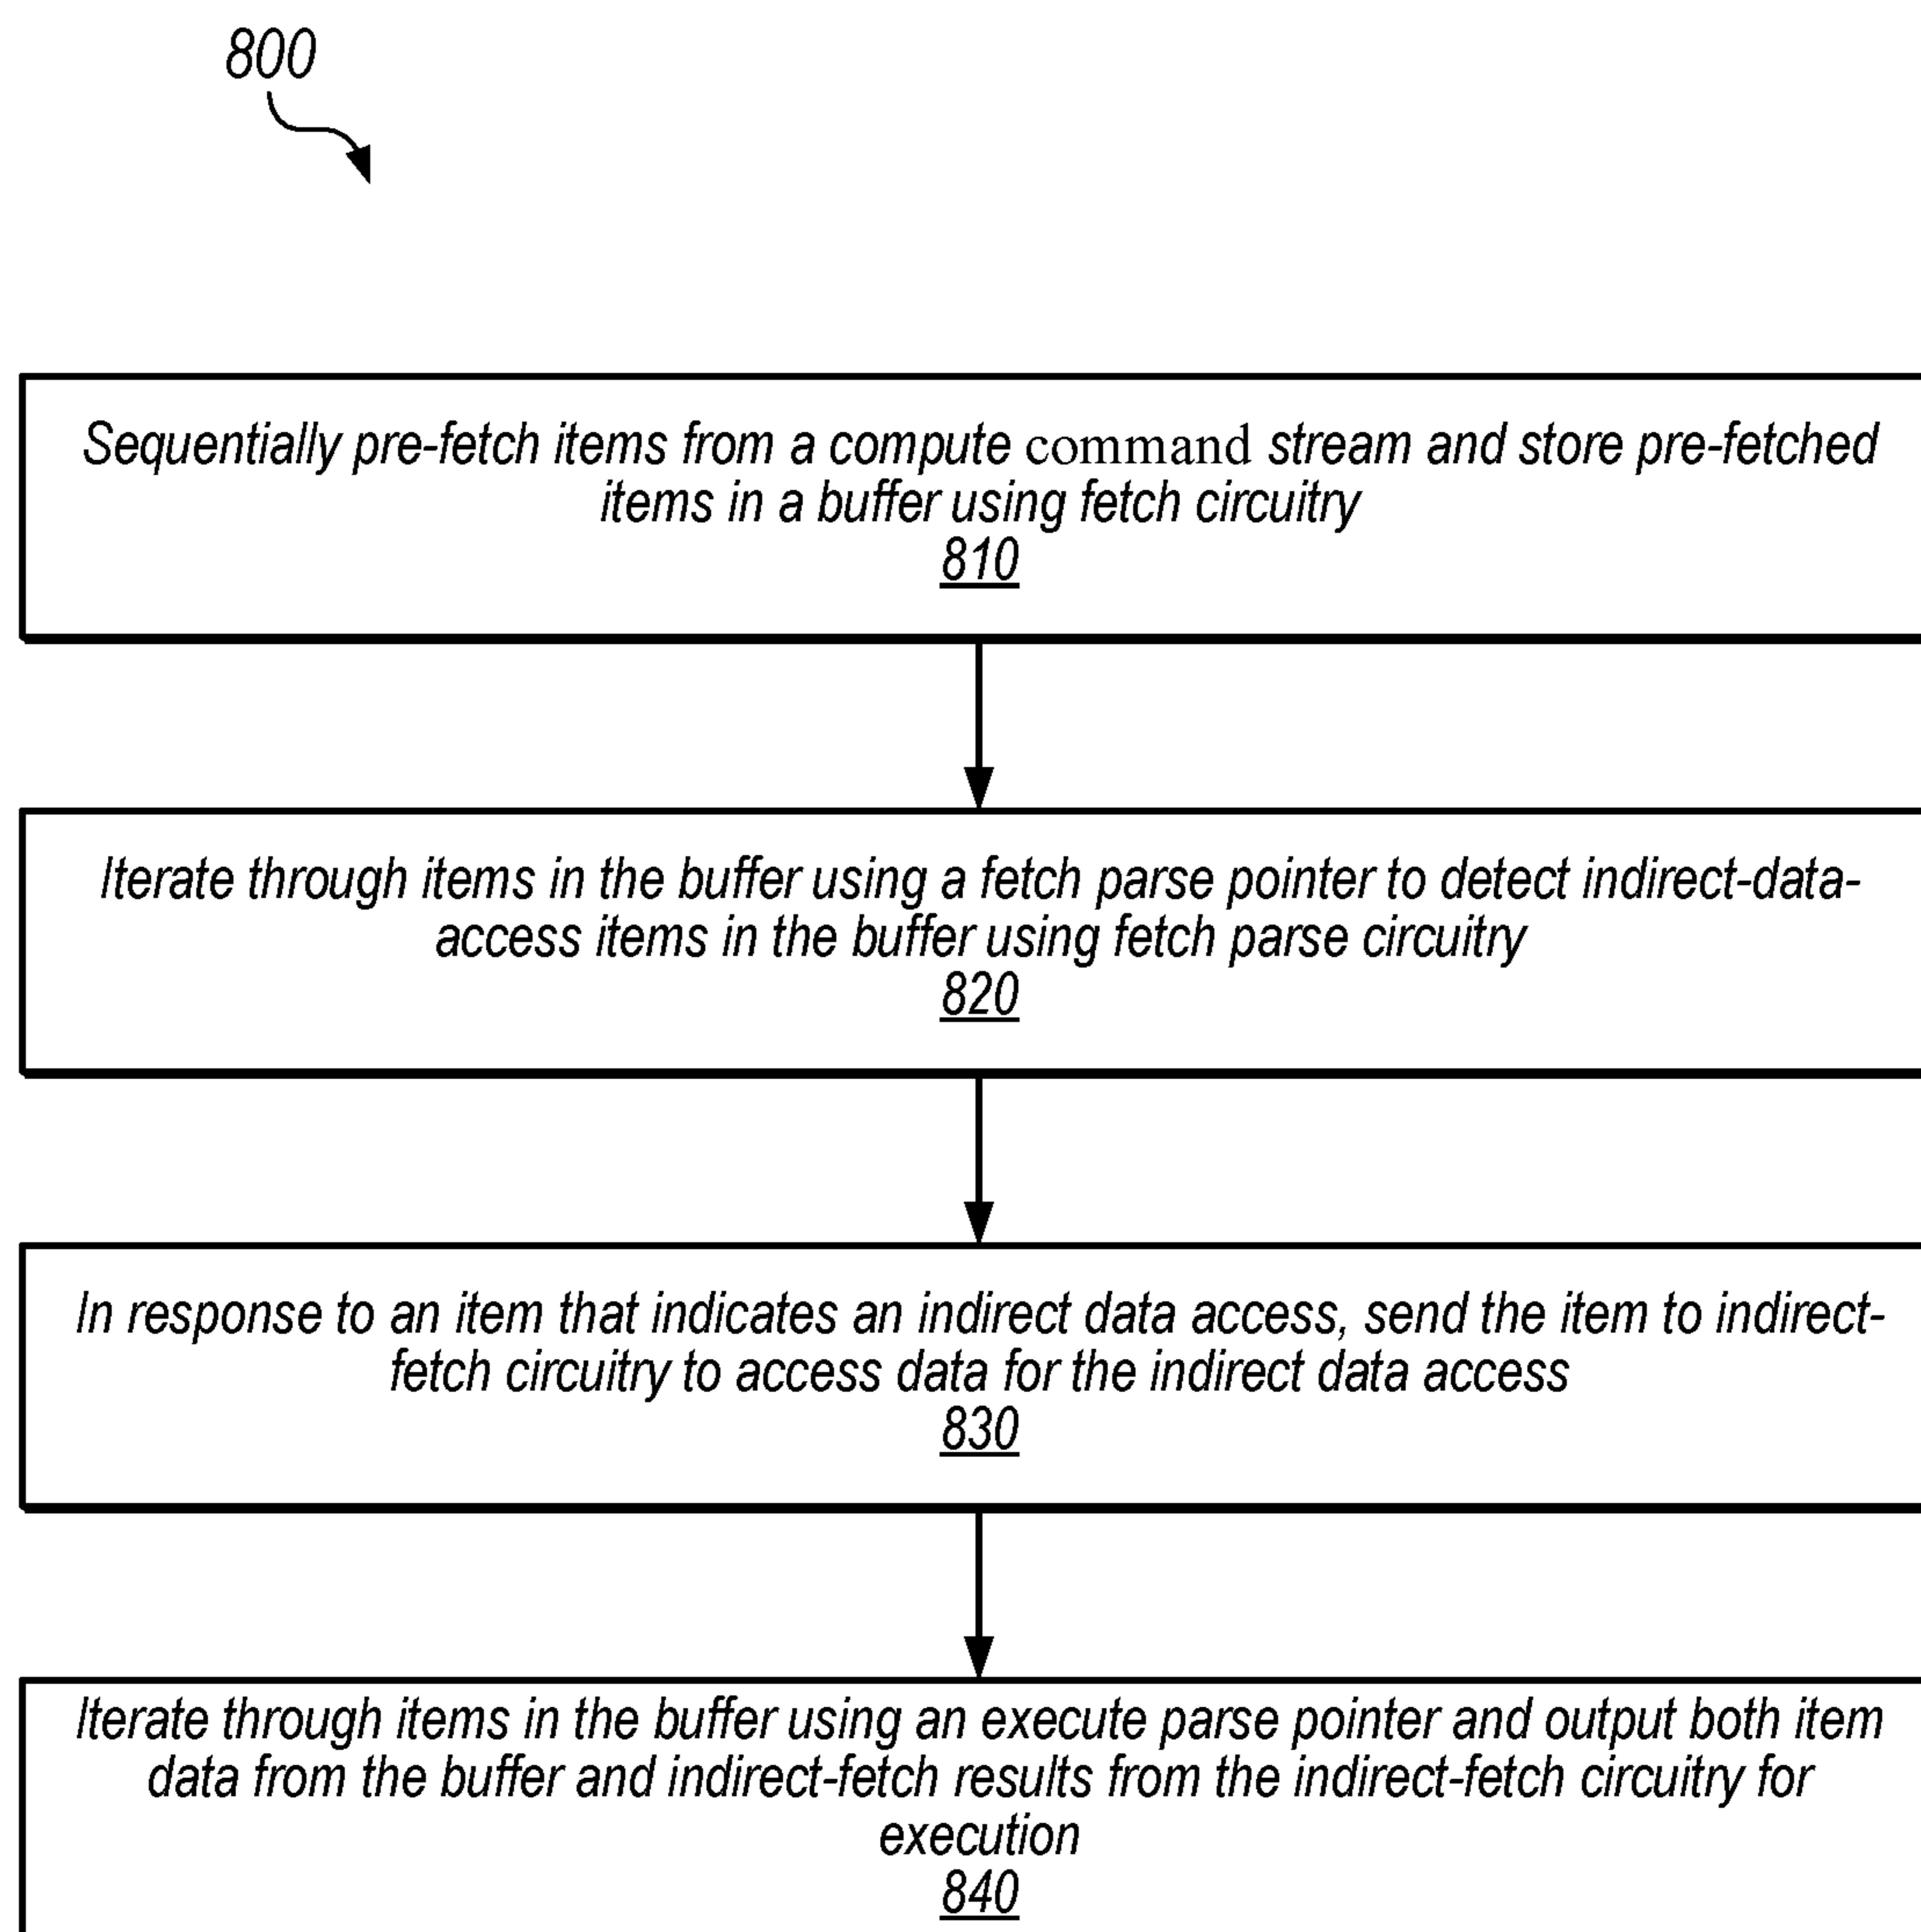 800
Sequentially pre-fetch items from a compute command stream and store pre-fetched
items in a buffer using fetch circuitry
810
Iterate through items in the buffer using a fetch parse pointer to detect indirect-data-
access items in the buffer using fetch parse circuitry
820
In response to an item that indicates an indirect data access, send the item to indirect-
fetch circuitry to access data for the indirect data access
830
Iterate through items in the buffer using an execute parse pointer and output both item
data from the buffer and indirect-fetch results from the indirect-fetch circuitry for
execution
840